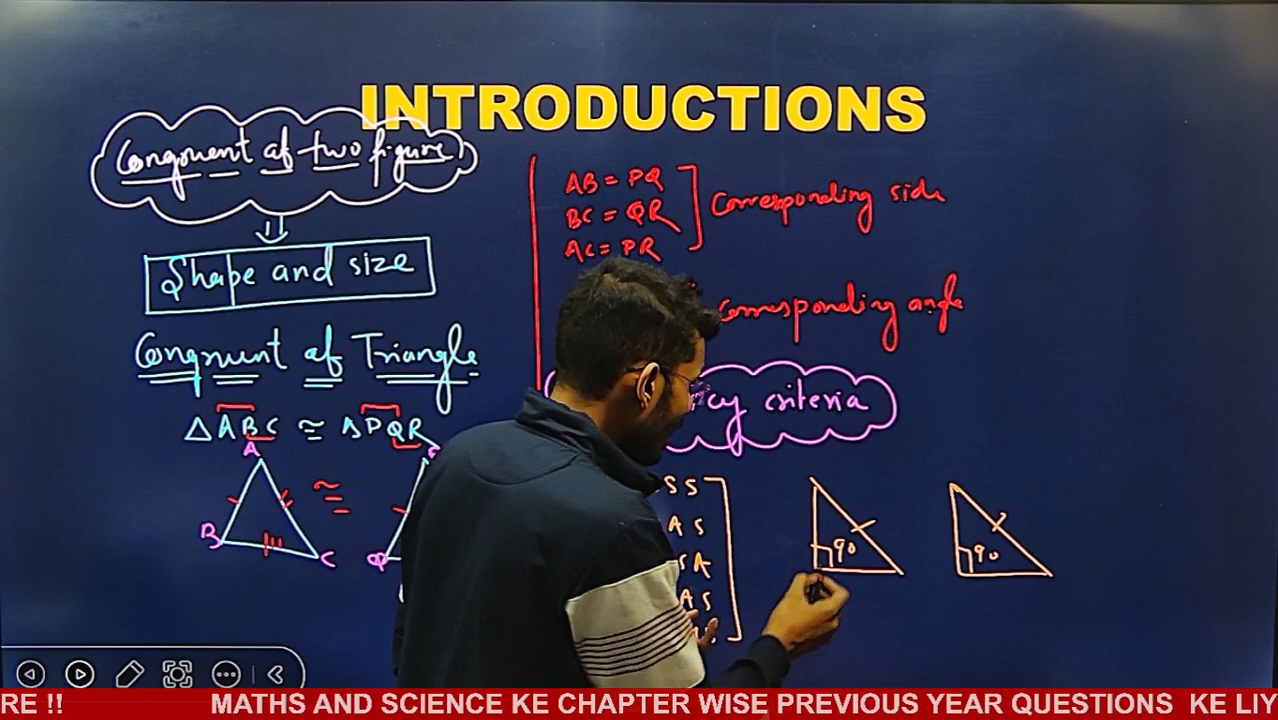 INTRODUCTIONS
Congruent of two figure
Shape and size
Congruent of Triangle
△ABC ≅ △PQR
A
B
C
≅
Q
AB = PQ
BC = QR
AC = PR
Corresponding side
Corresponding angle
cy criteria
S S
A S
S A
A S
90
90
RE !! MATHS AND SCIENCE KE CHAPTER WISE PREVIOUS YEAR QUESTIONS KE LIY